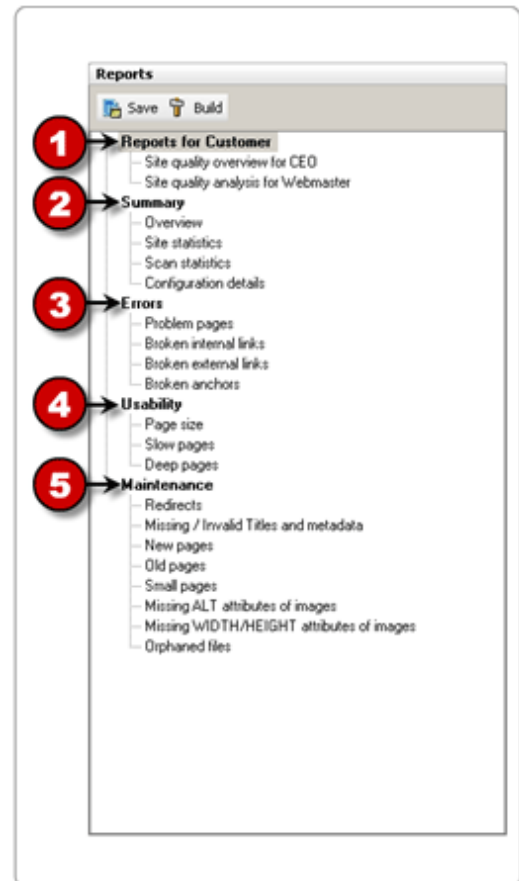 Reports
Save Build
1 Reports for Customer
Site quality overview for CEO
Site quality analysis for Webmaster
2 Summary
Overview
Site statistics
Scan statistics
Configuration details
3 Errors
Problem pages
Broken internal links
Broken external links
Broken anchors
4 Usability
Page size
Slow pages
Deep pages
5 Maintenance
Redirects
Missing / Invalid Titles and metadata
New pages
Old pages
Small pages
Missing ALT attributes of images
Missing WIDTH/HEIGHT attributes of images
Orphaned files